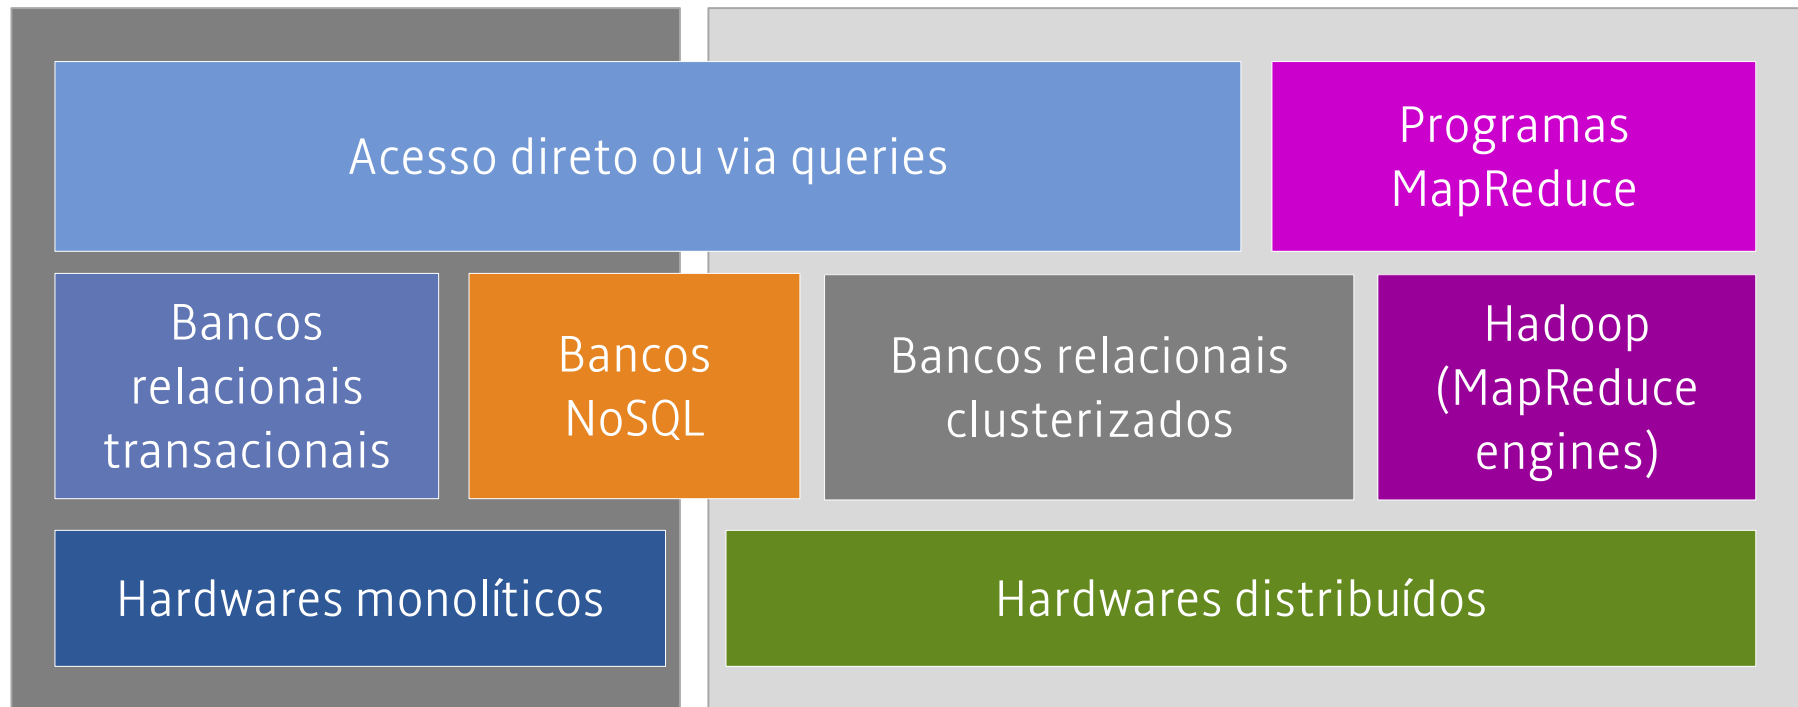 Acesso direto ou via queries
Programas
MapReduce
Bancos
relacionais
transacionais
Bancos
NoSQL
Bancos relacionais
clusterizados
Hadoop
(MapReduce
engines)
Hardwares monolíticos
Hardwares distribuídos